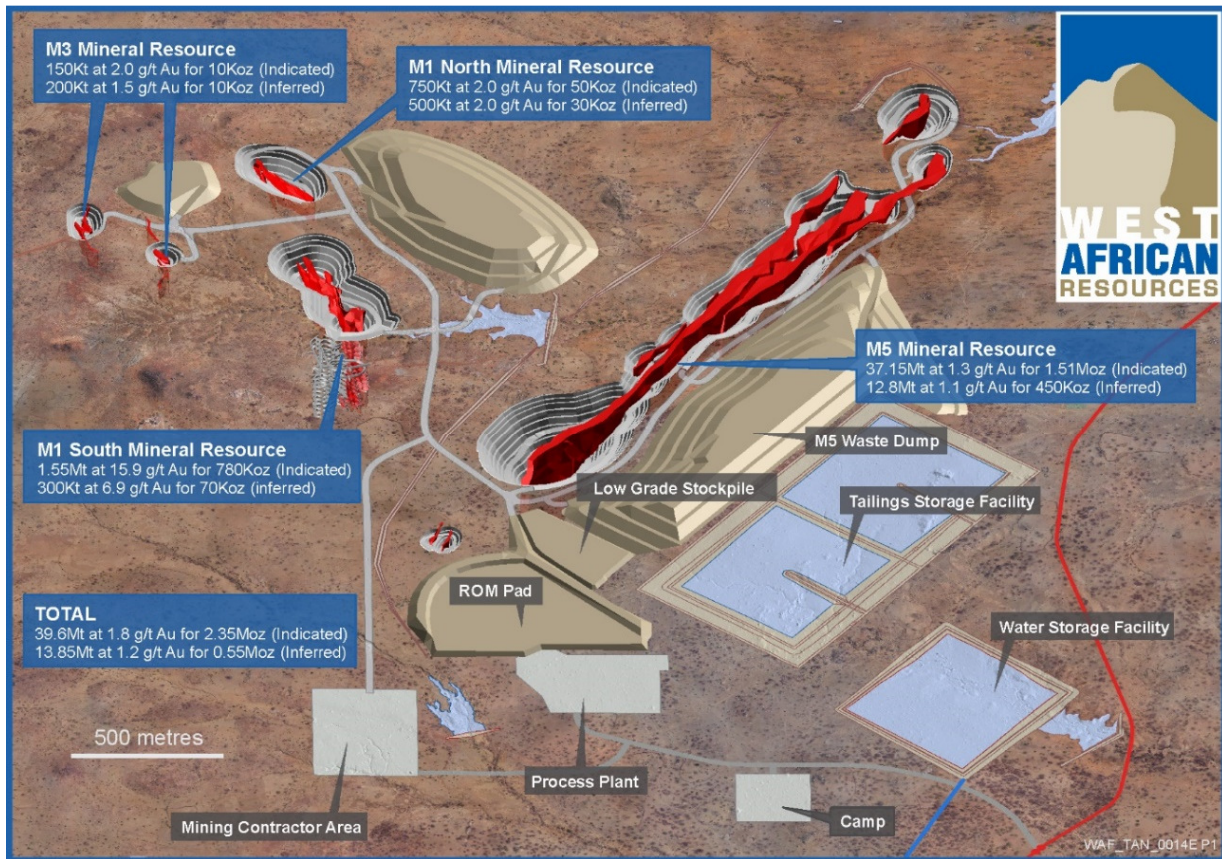 M3 Mineral Resource
150Kt at 2.0 g/t Au for 10Koz (Indicated)
200Kt at 1.5 g/t Au for 10Koz (Inferred)
M1 North Mineral Resource
750Kt at 2.0 g/t Au for 50Koz (Indicated)
500Kt at 2.0 g/t Au for 30Koz (Inferred)
WEST
AFRICAN
RESOURCES
M5 Mineral Resource
37.15Mt at 1.3 g/t Au for 1.51Moz (Indicated)
12.8Mt at 1.1 g/t Au for 450Koz (Inferred)
M1 South Mineral Resource
1.55Mt at 15.9 g/t Au for 780Koz (Indicated)
300Kt at 6.9 g/t Au for 70Koz (inferred)
M5 Waste Dump
Low Grade Stockpile
Tailings Storage Facility
ROM Pad
TOTAL
39.6Mt at 1.8 g/t Au for 2.35Moz (Indicated)
13.85Mt at 1.2 g/t Au for 0.55Moz (Inferred)
Water Storage Facility
500 metres
Process Plant
Mining Contractor Area
Camp
WAF_TAN_0014E P1